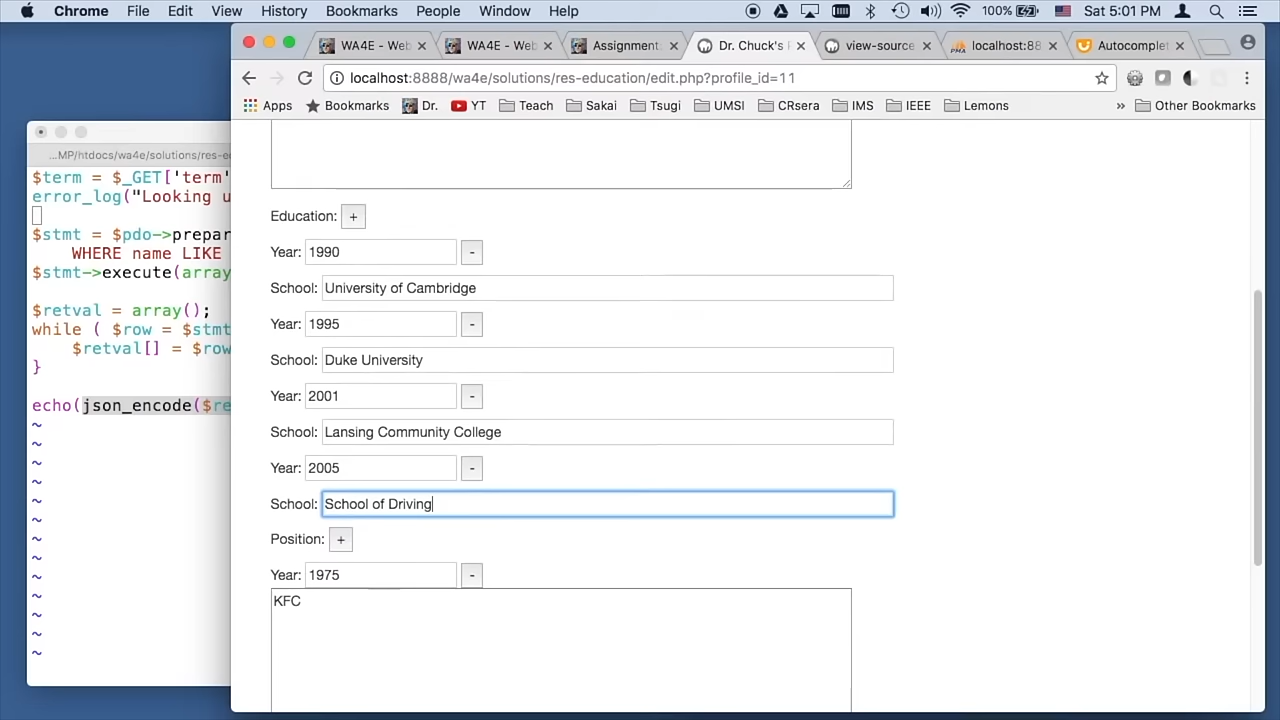 Chrome File Edit View History Bookmarks People Window Help 100% Sat 5:01 PM
WA4E - Web
WA4E - Web
Assignment
Dr. Chuck's
view-source
localhost:88
Autocomplet
localhost:8888/wa4e/solutions/res-education/edit.php?profile_id=11
Apps Bookmarks Dr. YT Teach Sakai Tsugi UMSI CRsera IMS IEEE Lemons » Other Bookmarks
...MP/htdocs/wa4e/solutions/res-e
$term = $_GET['term'
error_log("Looking u
$stmt = $pdo->prepar
WHERE name LIKE
$stmt->execute(array
$retval = array();
while ( $row = $stmt
$retval[] = $row
}
echo(json_encode($re
~
~
~
~
~
~
~
~
~
~
~
~
~
Education: +
Year: 1990 -
School: University of Cambridge
Year: 1995 -
School: Duke University
Year: 2001 -
School: Lansing Community College
Year: 2005 -
School: School of Driving
Position: +
Year: 1975 -
KFC